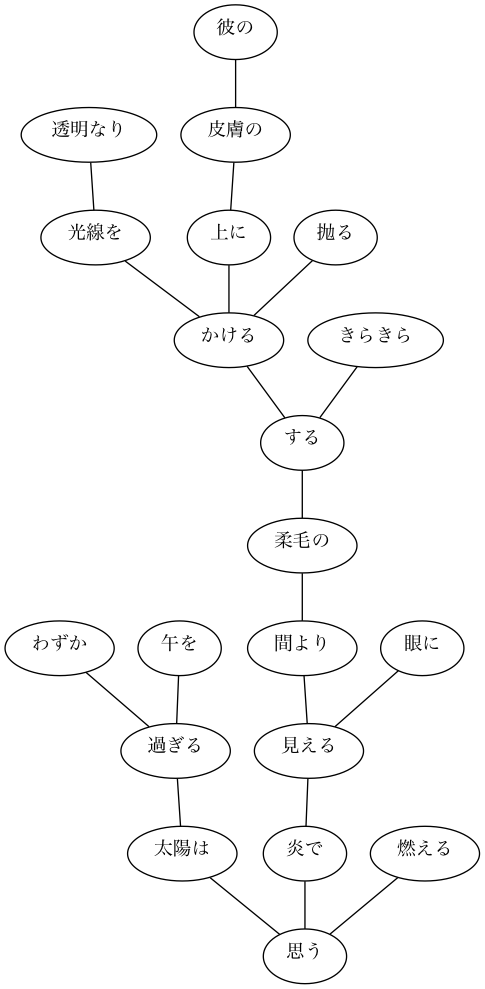 彼の
透明なり 皮膚の
光線を 上に 抛る
かける きらきら
する
柔毛の
わずか 午を 間より 眼に
過ぎる 見える
太陽は 炎で 燃える
思う